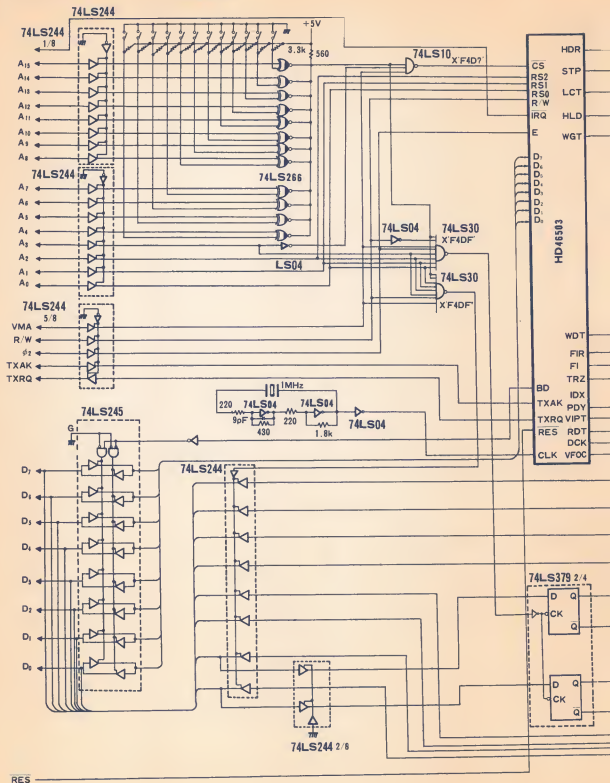 74LS244
74LS244
1/8
+5V
3.3k
560
74LS10
X'F4D?'
A15
A14
A13
A12
A11
A10
A9
A8
74LS244
A7
A6
A5
A4
A3
A2
A1
A0
74LS266
LS04
74LS04
74LS30
X'F4DF'
74LS30
X'F4DF'
74LS244
5/8
VMA
R/W
φ2
TXAK
TXRQ
HD46503
CS
RS2
RS1
RS0
R/W
IRQ
E
D7
D6
D5
D4
D3
D2
D1
D0
BD
TXAK
TXRQ
RES
CLK
HDR
STP
LCT
HLD
WGT
WDT
FIR
FI
TRZ
IDX
PDY
VIPT
RDT
DCK
VFOC
1MHz
220
74LS04
9pF
430
220
74LS04
1.8k
74LS04
74LS245
G
D7
D6
D5
D4
D3
D2
D1
D0
74LS244
74LS244 2/8
74LS379 2/4
D
Q
CK
Q
D
Q
CK
Q
RES